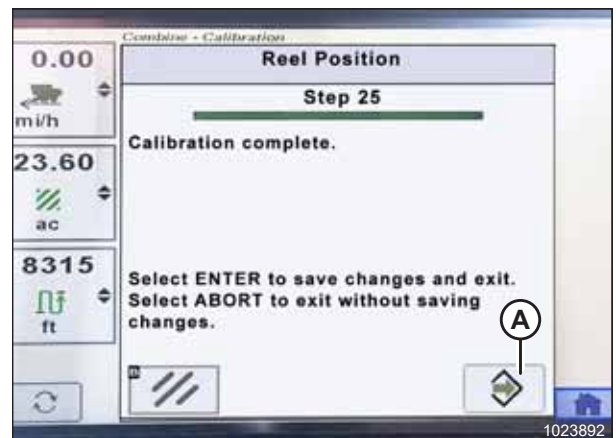 Combine - Calibration
0.00
mi/h
23.60
ac
8315
ft
Reel Position
Step 25
Calibration complete.
Select ENTER to save changes and exit.
Select ABORT to exit without saving
changes.
A
1023892